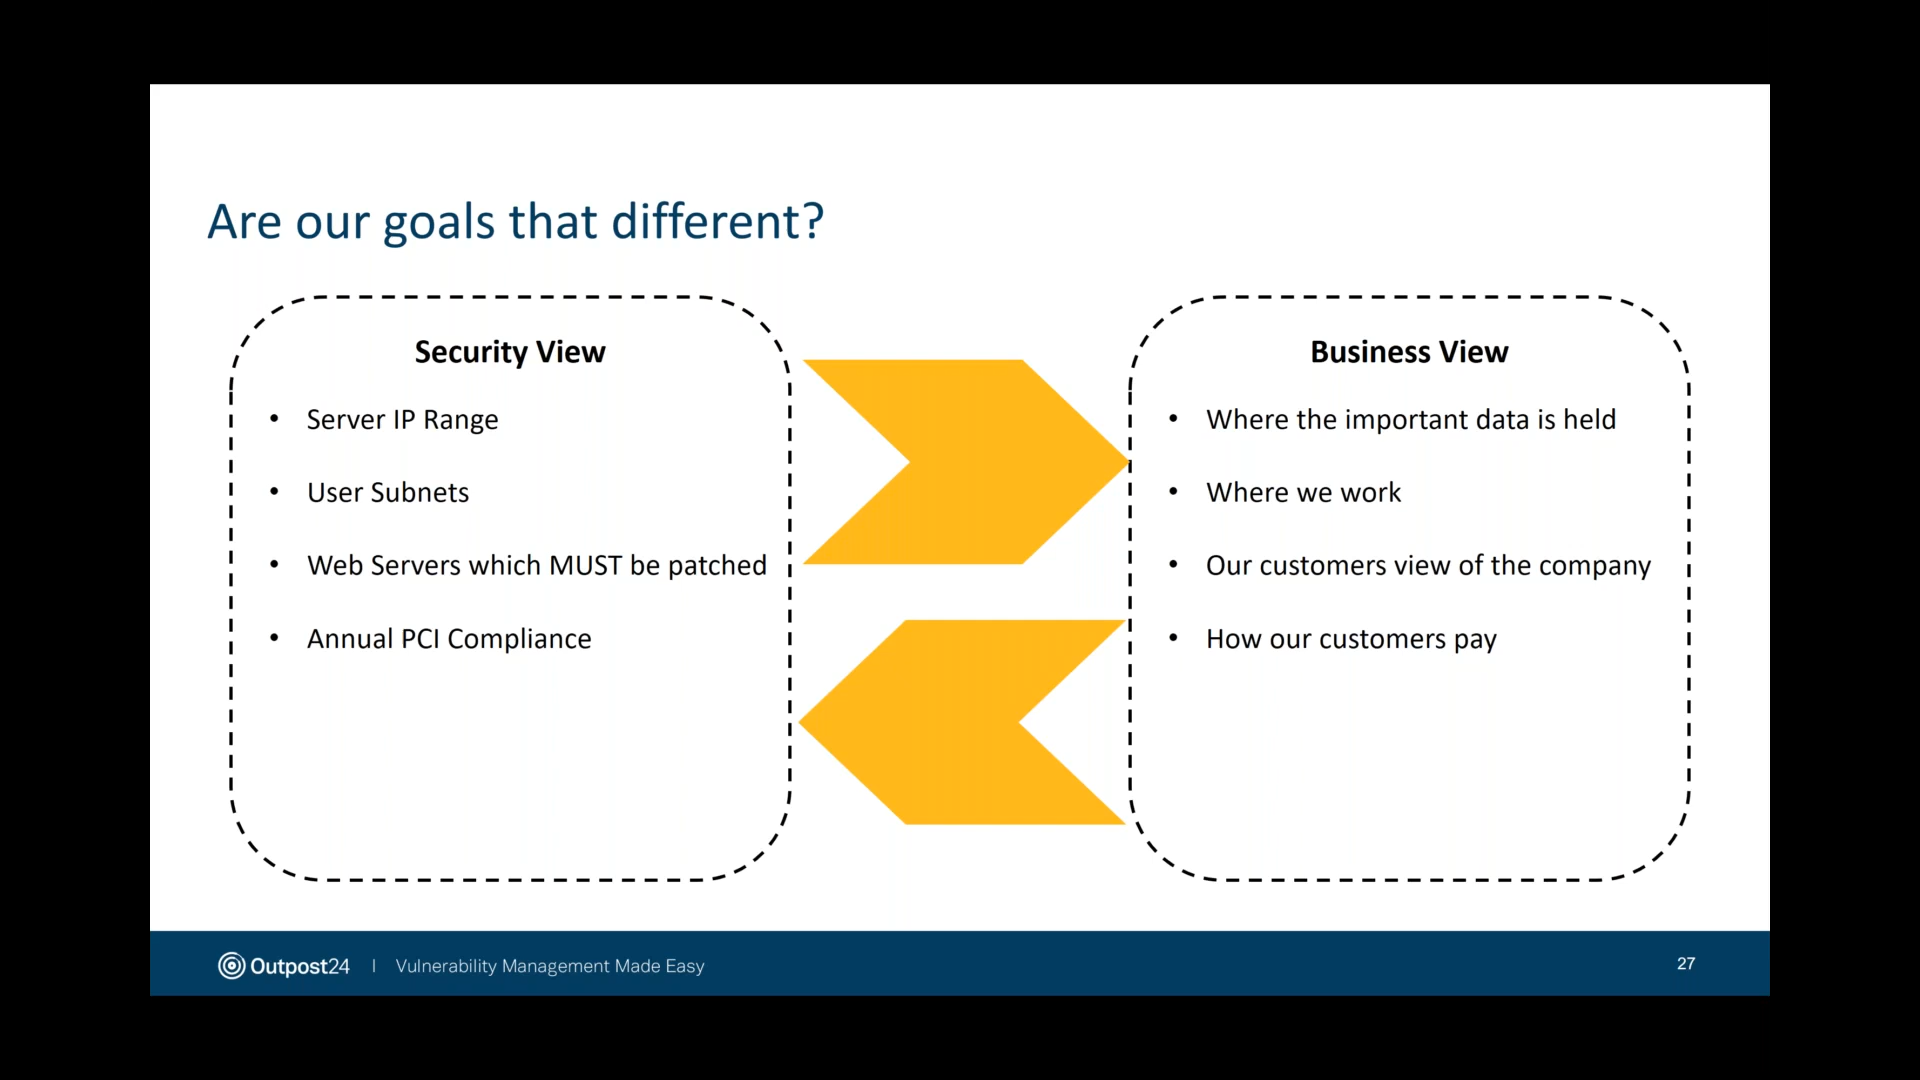 Are our goals that different?
Security View
• Server IP Range
• User Subnets
• Web Servers which MUST be patched
• Annual PCI Compliance
Business View
• Where the important data is held
• Where we work
• Our customers view of the company
• How our customers pay
Outpost24 | Vulnerability Management Made Easy
27